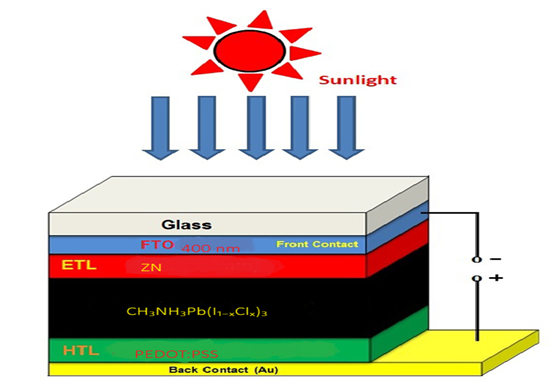 Sunlight
Glass
FTO 400 nm Front Contact
ETL ZN
CH₃NH₃Pb(I₁₋ₓClₓ)₃
HTL PEDOT:PSS
Back Contact (Au)
−
+